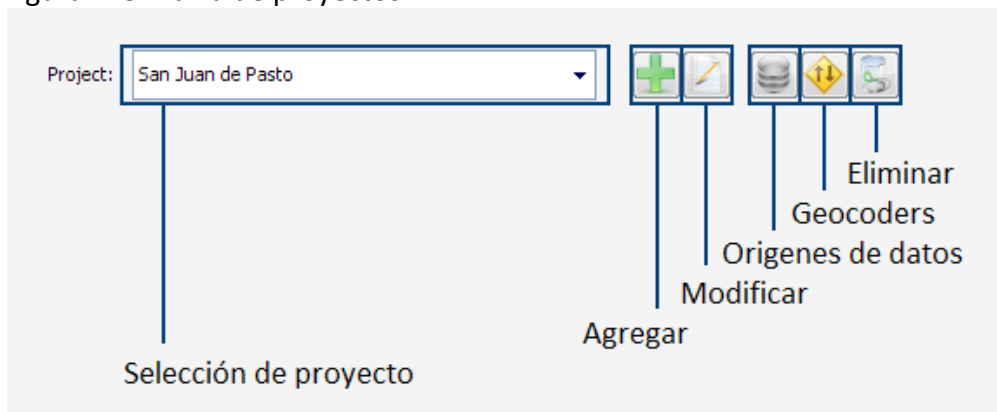 Project: San Juan de Pasto
Eliminar
Geocoders
Origenes de datos
Modificar
Agregar
Selección de proyecto